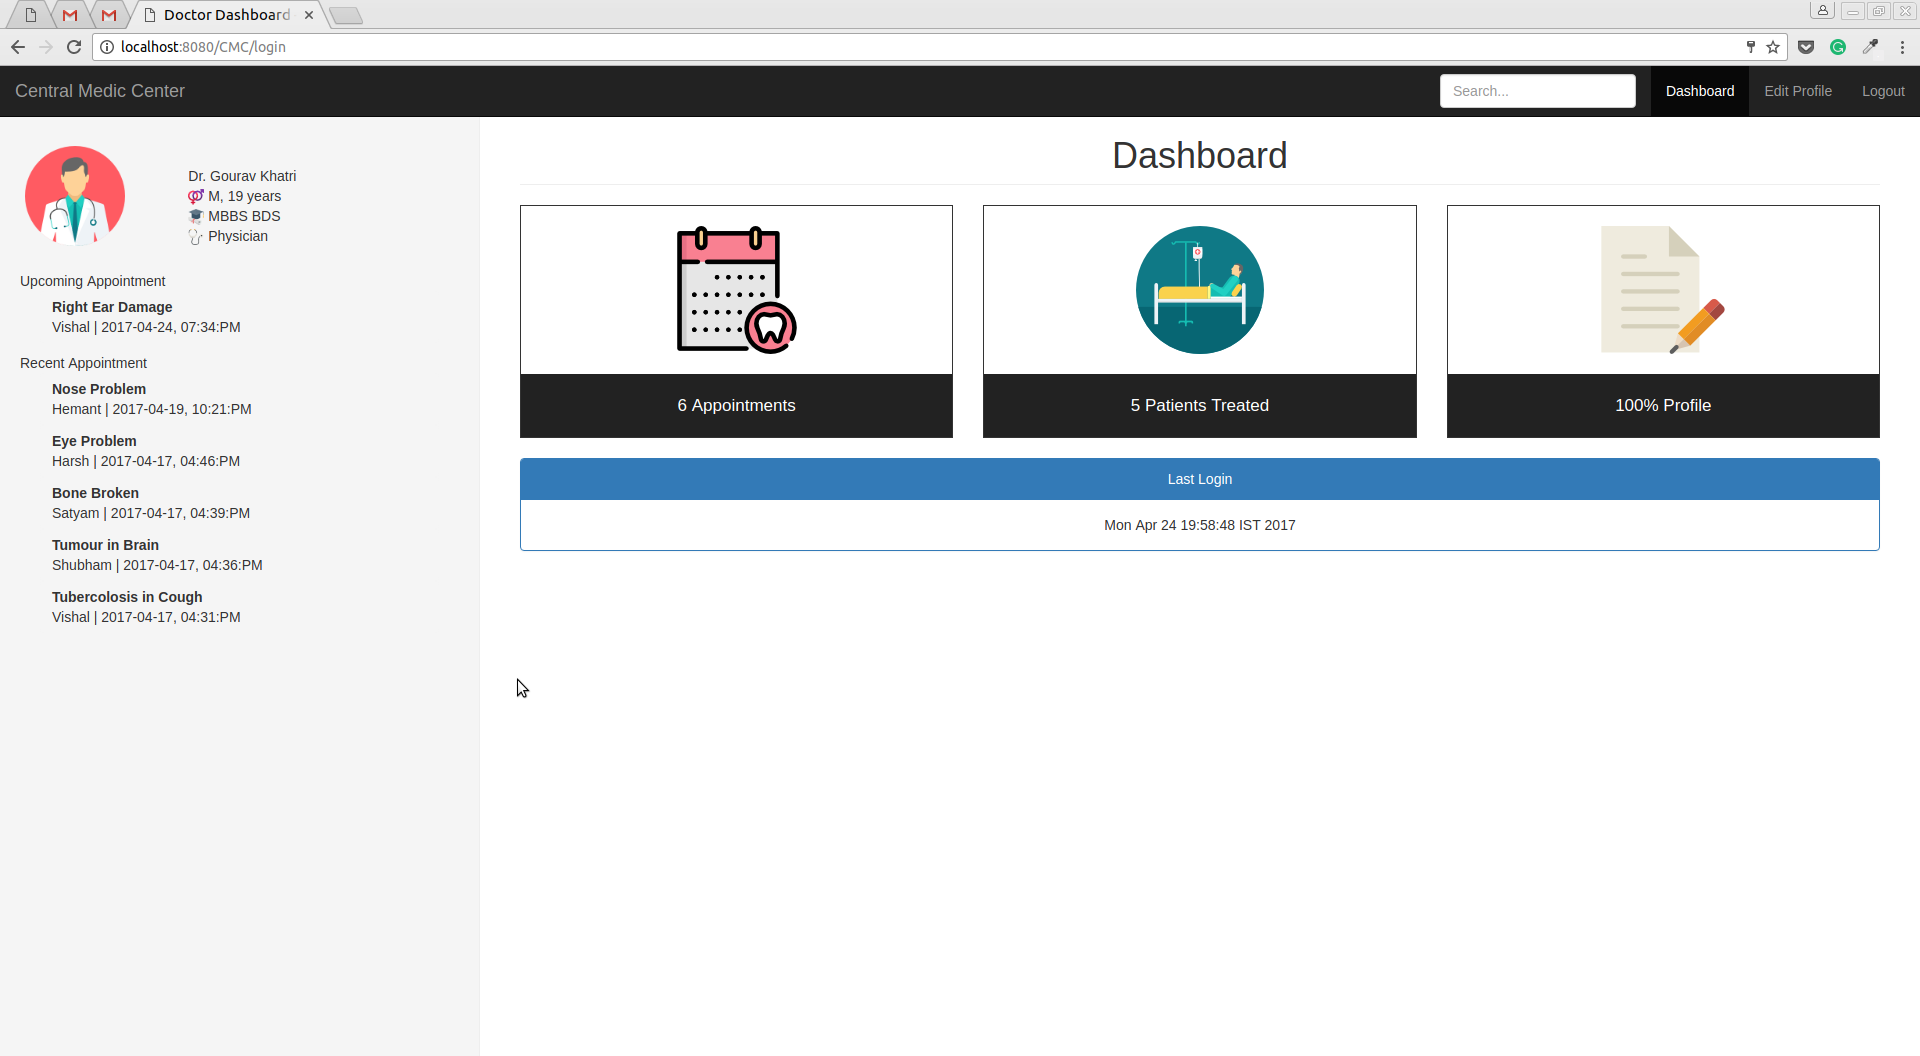 Doctor Dashboard
localhost:8080/CMC/login
Central Medic Center
Search...
Dashboard
Edit Profile
Logout
Dr. Gourav Khatri
M, 19 years
MBBS BDS
Physician
Upcoming Appointment
Right Ear Damage
Vishal | 2017-04-24, 07:34:PM
Recent Appointment
Nose Problem
Hemant | 2017-04-19, 10:21:PM
Eye Problem
Harsh | 2017-04-17, 04:46:PM
Bone Broken
Satyam | 2017-04-17, 04:39:PM
Tumour in Brain
Shubham | 2017-04-17, 04:36:PM
Tubercolosis in Cough
Vishal | 2017-04-17, 04:31:PM
Dashboard
6 Appointments
5 Patients Treated
100% Profile
Last Login
Mon Apr 24 19:58:48 IST 2017